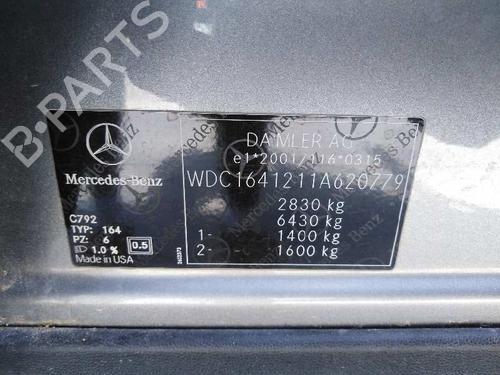 B-PARTS
DAIMLER AG
e1*2001/116*0315
Mercedes-Benz
WDC1641211A620779
2830 kg
6430 kg
1- 1400 kg
2- 1600 kg
C792
TYP: 164
PZ: 6
1.0 % 0.5
Made in USA